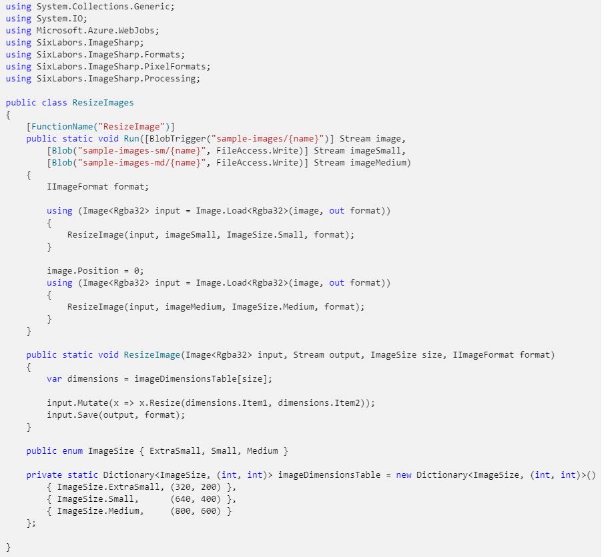 using System.Collections.Generic;
using System.IO;
using Microsoft.Azure.WebJobs;
using SixLabors.ImageSharp;
using SixLabors.ImageSharp.Formats;
using SixLabors.ImageSharp.PixelFormats;
using SixLabors.ImageSharp.Processing;

public class ResizeImages
{
    [FunctionName("ResizeImage")]
    public static void Run([BlobTrigger("sample-images/{name}")] Stream image,
        [Blob("sample-images-sm/{name}", FileAccess.Write)] Stream imageSmall,
        [Blob("sample-images-md/{name}", FileAccess.Write)] Stream imageMedium)
    {
        IImageFormat format;

        using (Image<Rgba32> input = Image.Load<Rgba32>(image, out format))
        {
            ResizeImage(input, imageSmall, ImageSize.Small, format);
        }

        image.Position = 0;
        using (Image<Rgba32> input = Image.Load<Rgba32>(image, out format))
        {
            ResizeImage(input, imageMedium, ImageSize.Medium, format);
        }
    }

    public static void ResizeImage(Image<Rgba32> input, Stream output, ImageSize size, IImageFormat format)
    {
        var dimensions = imageDimensionsTable[size];

        input.Mutate(x => x.Resize(dimensions.Item1, dimensions.Item2));
        input.Save(output, format);
    }

    public enum ImageSize { ExtraSmall, Small, Medium }

    private static Dictionary<ImageSize, (int, int)> imageDimensionsTable = new Dictionary<ImageSize, (int, int)>()
        { ImageSize.ExtraSmall, (320, 200) },
        { ImageSize.Small,      (640, 400) },
        { ImageSize.Medium,     (800, 600) }
    };

}